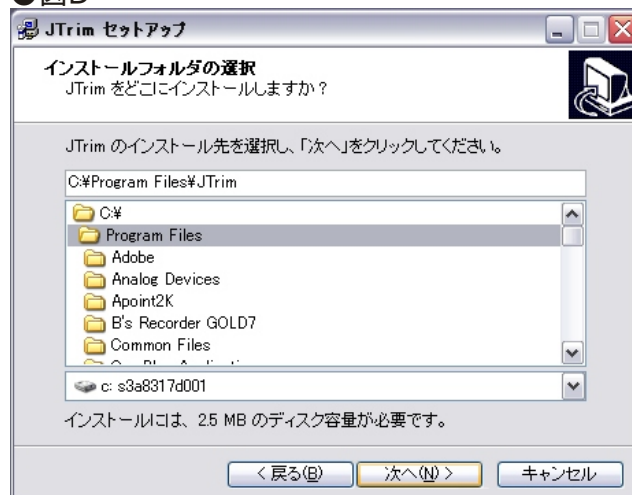 JTrim セットアップ
インストールフォルダの選択
JTrim をどこにインストールしますか？
JTrim のインストール先を選択し、「次へ」をクリックしてください。
C:¥Program Files¥JTrim
C:¥
Program Files
Adobe
Analog Devices
Apoint2K
B's Recorder GOLD7
Common Files
c: s3a8317d001
インストールには、2.5 MB のディスク容量が必要です。
< 戻る(B) 次へ(N) > キャンセル